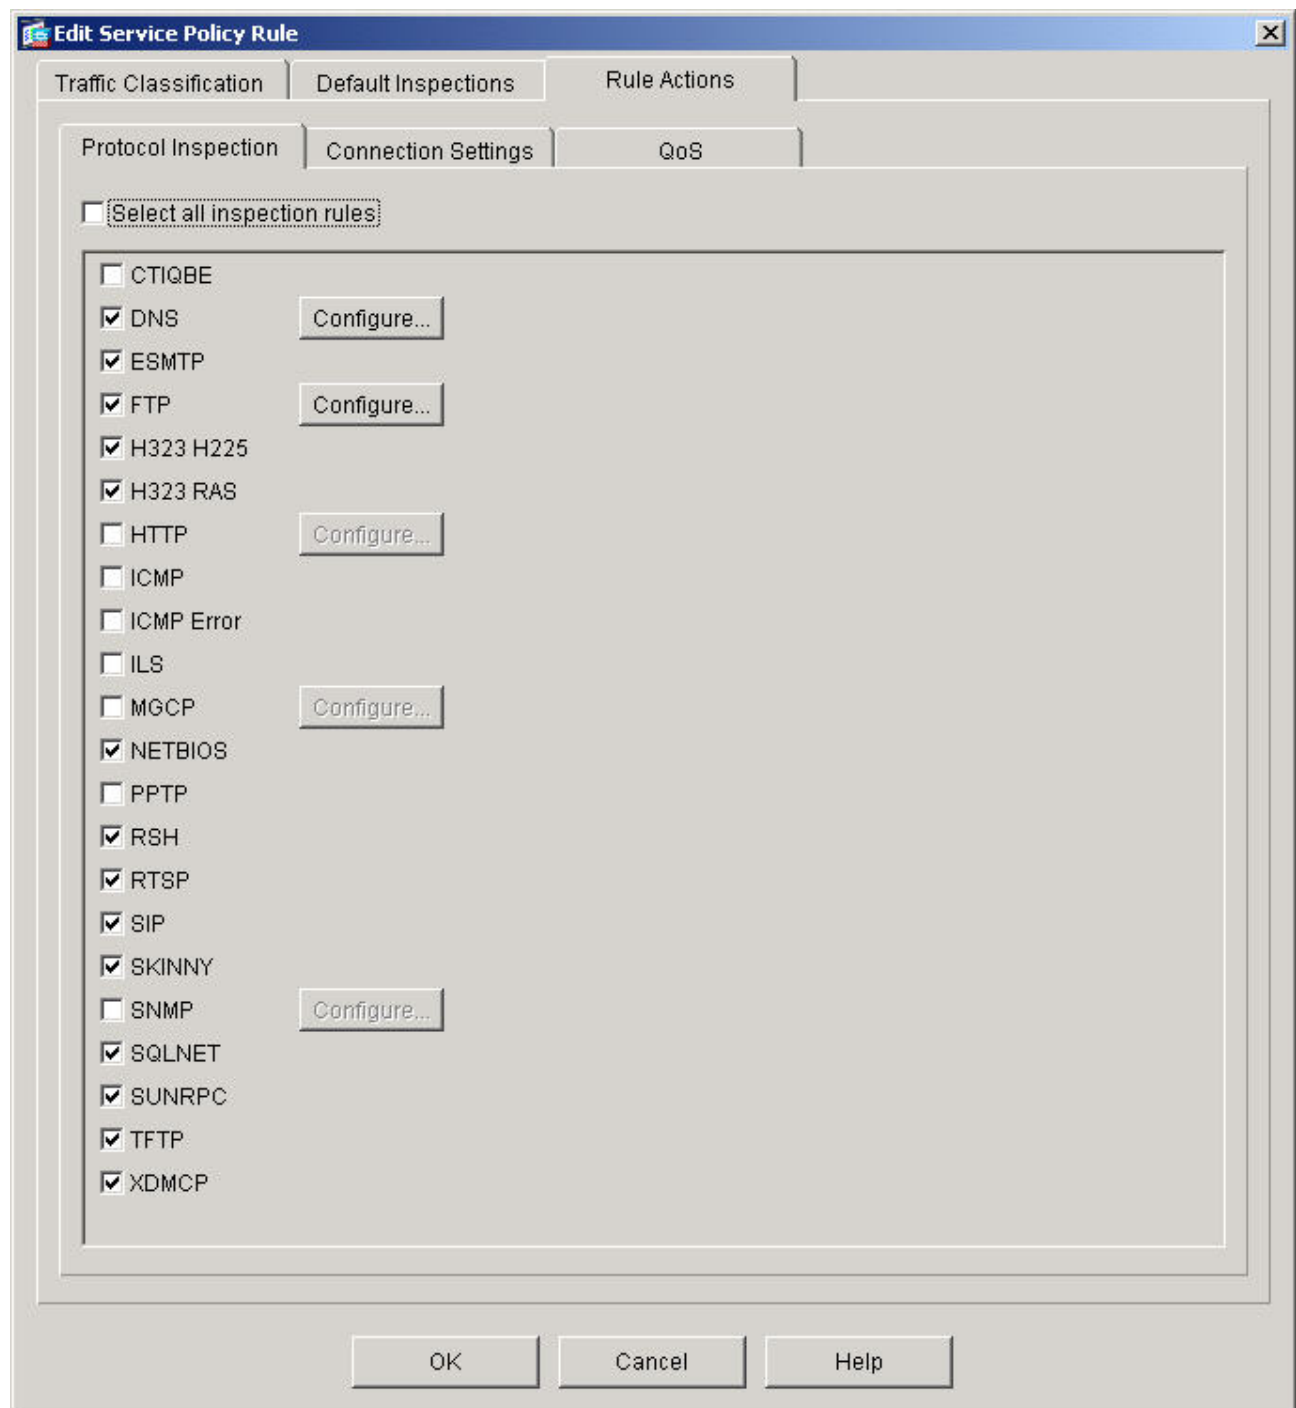 Edit Service Policy Rule
Traffic Classification Default Inspections Rule Actions
Protocol Inspection Connection Settings QoS
Select all inspection rules
CTIQBE
DNS Configure...
ESMTP
FTP Configure...
H323 H225
H323 RAS
HTTP Configure...
ICMP
ICMP Error
ILS
MGCP Configure...
NETBIOS
PPTP
RSH
RTSP
SIP
SKINNY
SNMP Configure...
SQLNET
SUNRPC
TFTP
XDMCP
OK Cancel Help